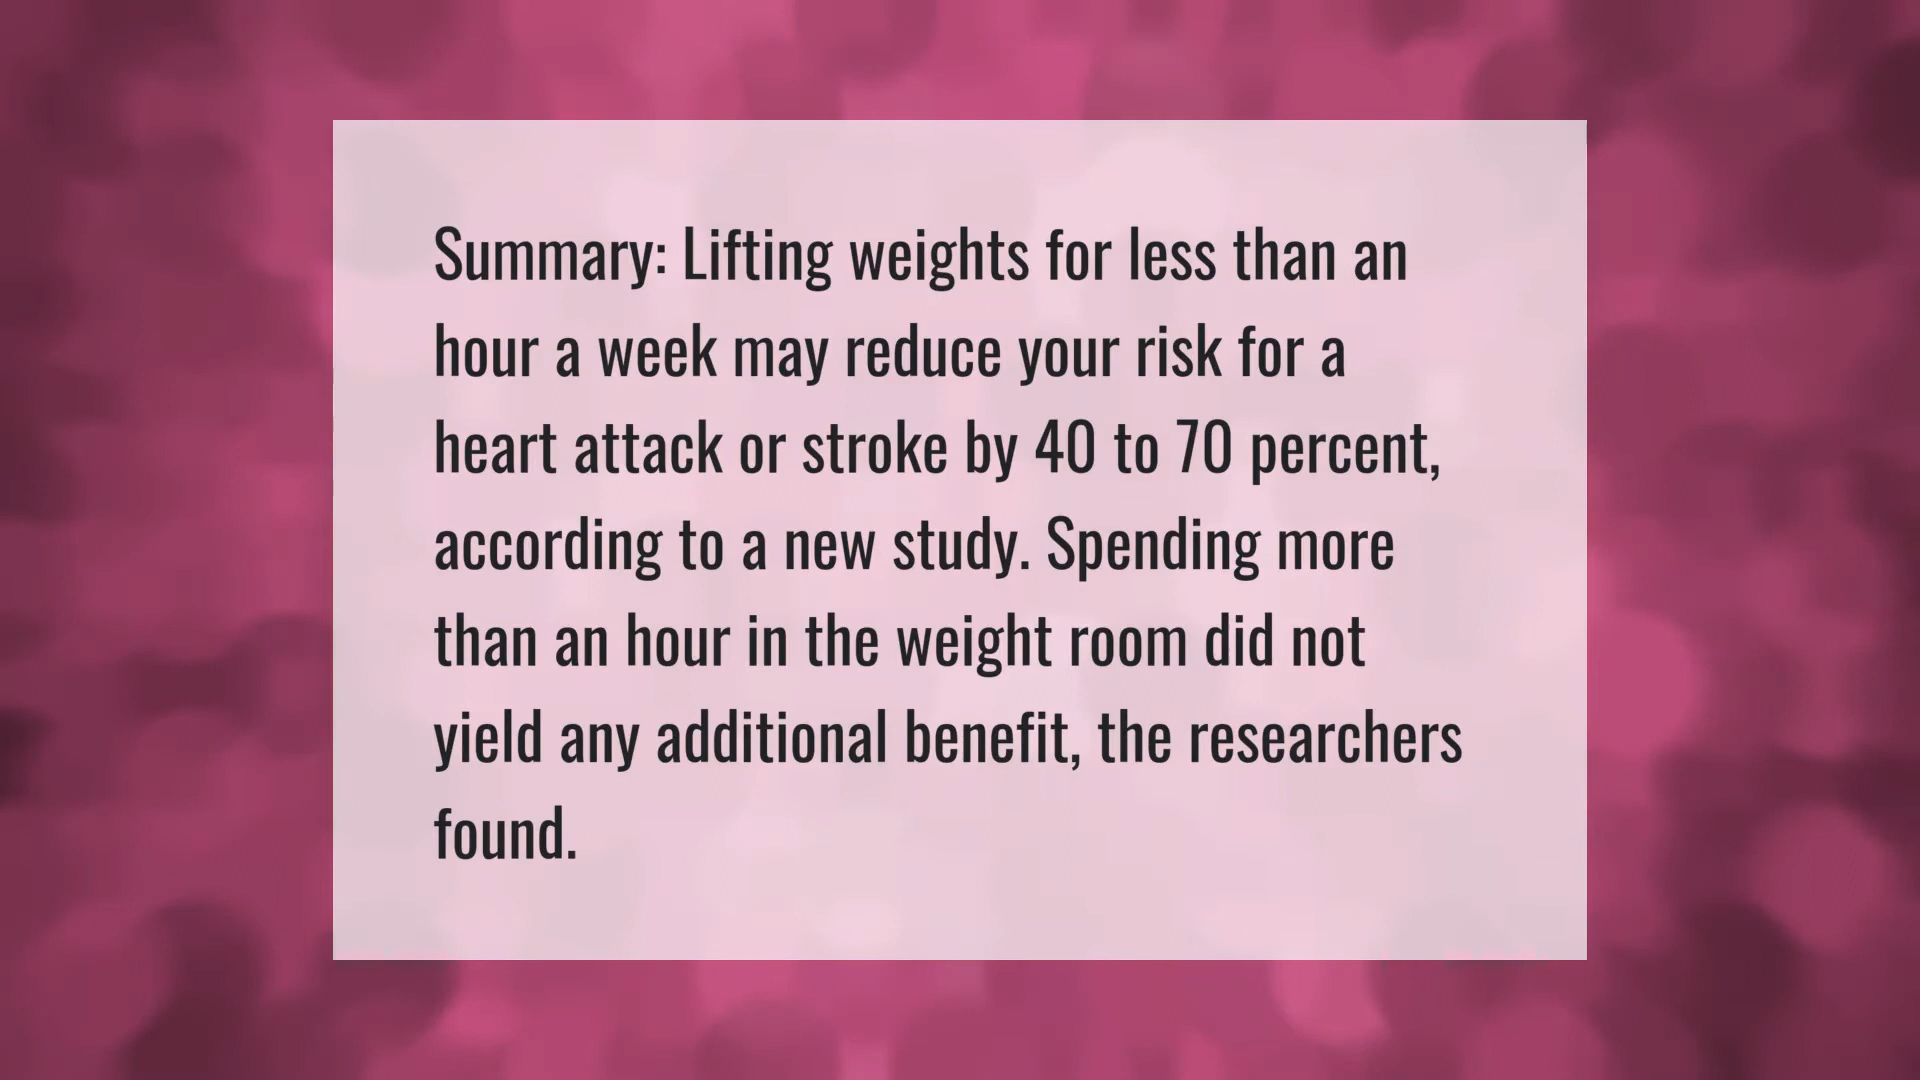 Summary: Lifting weights for less than an
hour a week may reduce your risk for a
heart attack or stroke by 40 to 70 percent,
according to a new study. Spending more
than an hour in the weight room did not
yield any additional benefit, the researchers
found.